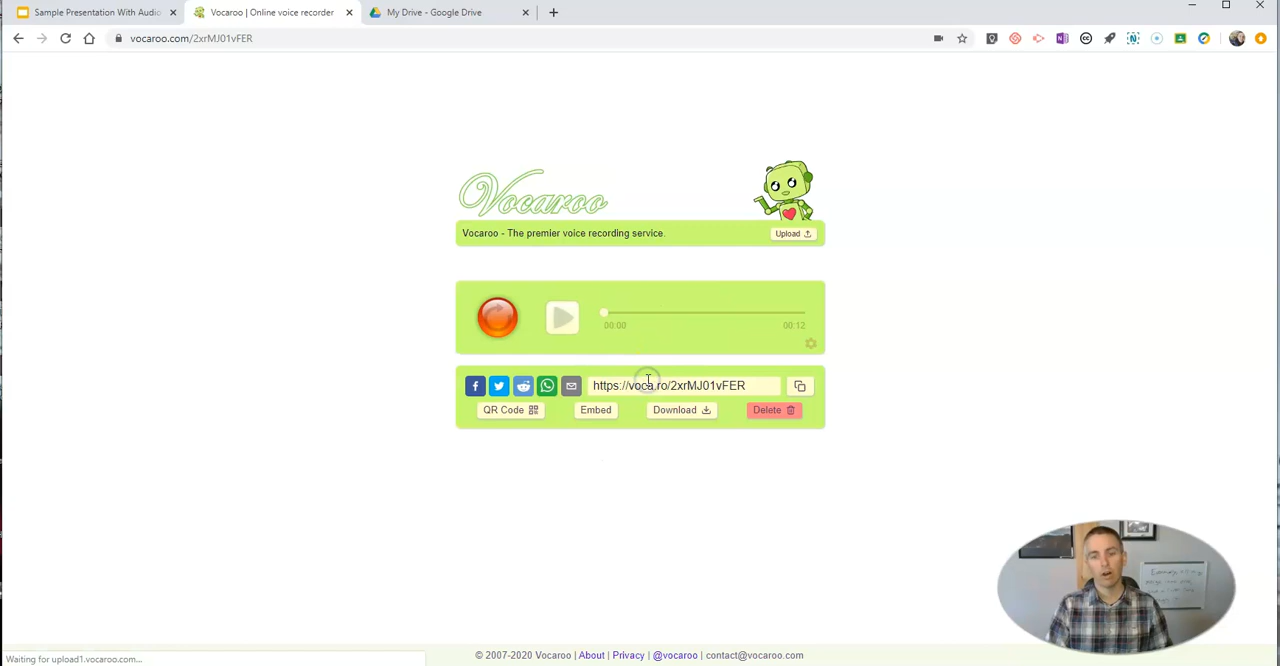 Sample Presentation With Audio
Vocaroo | Online voice recorder
My Drive - Google Drive
vocaroo.com/2xrMJ01vFER
Vocaroo
Vocaroo - The premier voice recording service.
Upload
00:00
00:12
https://voca.ro/2xrMJ01vFER
QR Code
Embed
Download
Delete
Waiting for upload1.vocaroo.com...
© 2007-2020 Vocaroo | About | Privacy | @vocaroo | contact@vocaroo.com